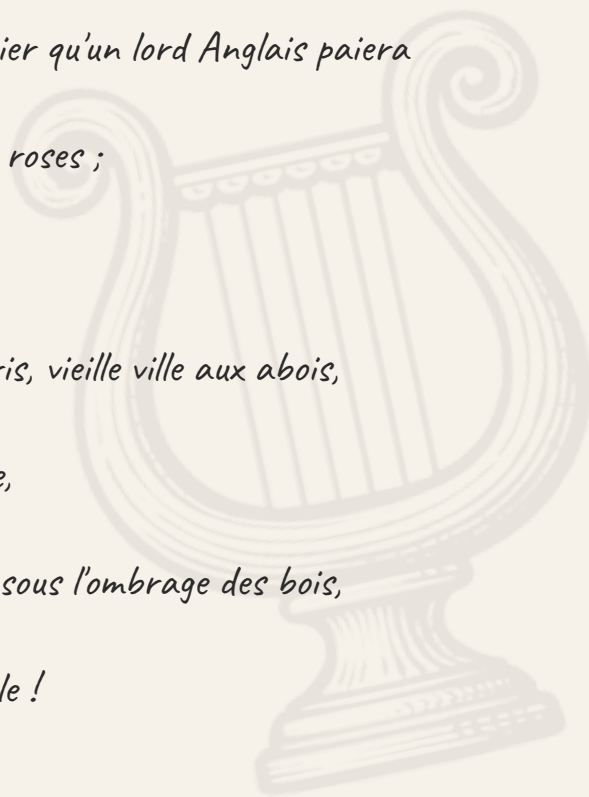 ier qu'un lord Anglais paiera
roses ;
ris, vieille ville aux abois,
e,
sous l'ombrage des bois,
le !